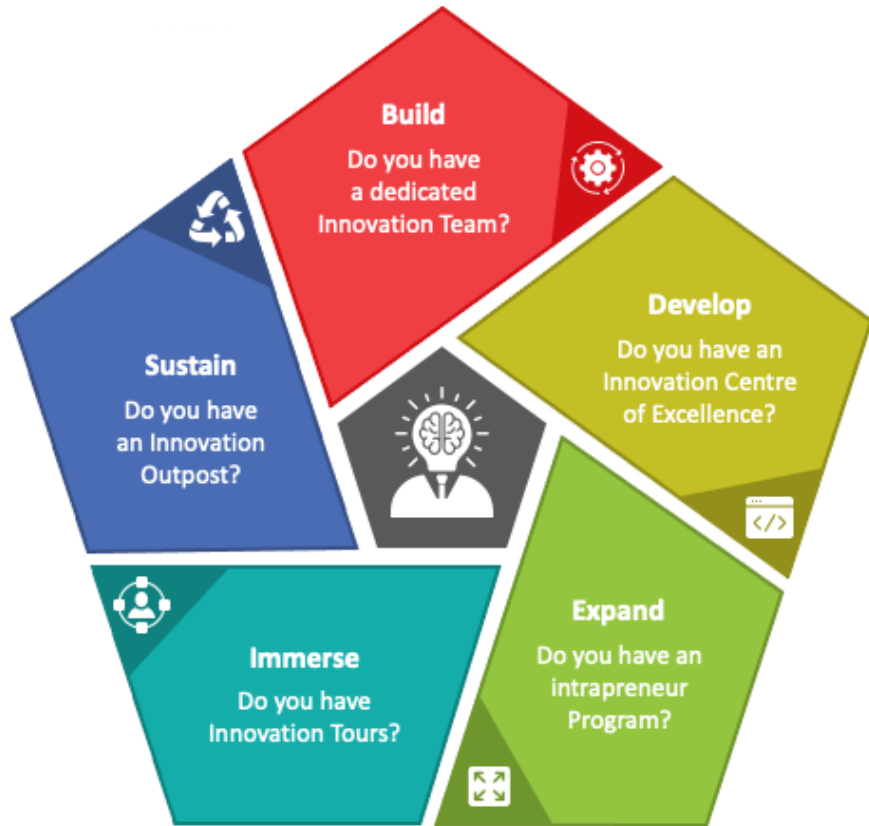 Build
Do you have
a dedicated
Innovation Team?
Develop
Do you have an
Innovation Centre
of Excellence?
Expand
Do you have an
intrapreneur
Program?
Immerse
Do you have
Innovation Tours?
Sustain
Do you have
an Innovation
Outpost?